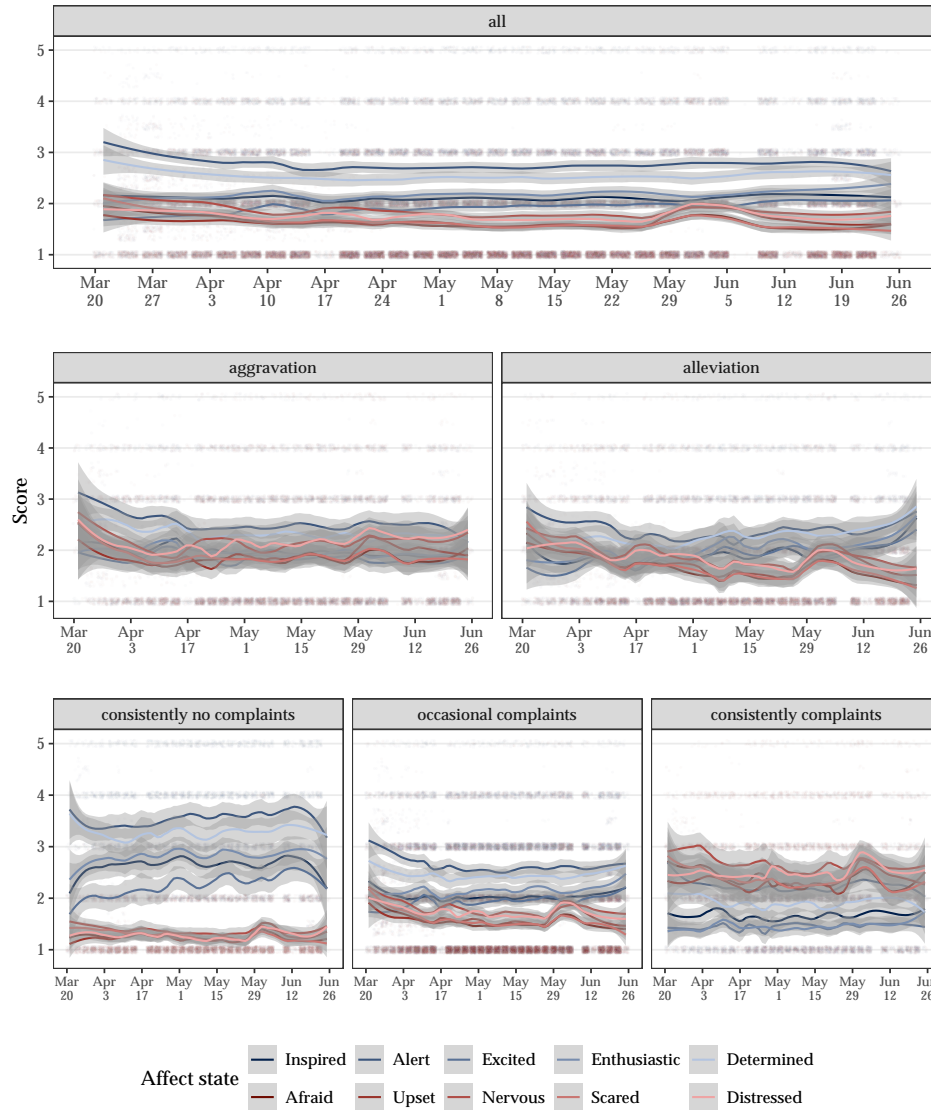 all
5
4
3
2
1
Mar Mar Apr Apr Apr Apr May May May May May Jun Jun Jun Jun
20 27 3 10 17 24 1 8 15 22 29 5 12 19 26
aggravation alleviation
Score
5
4
3
2
1
Mar Apr Apr May May May Jun Jun Mar Apr Apr May May May Jun Jun
20 3 17 1 15 29 12 26 20 3 17 1 15 29 12 26
consistently no complaints occasional complaints consistently complaints
5
4
3
2
1
Mar Apr Apr May May May Jun Jun Mar Apr Apr May May May Jun Jun Mar Apr Apr May May May Jun Jun
20 3 17 1 15 29 12 26 20 3 17 1 15 29 12 26 20 3 17 1 15 29 12 26
Affect state
Inspired Alert Excited Enthusiastic Determined
Afraid Upset Nervous Scared Distressed